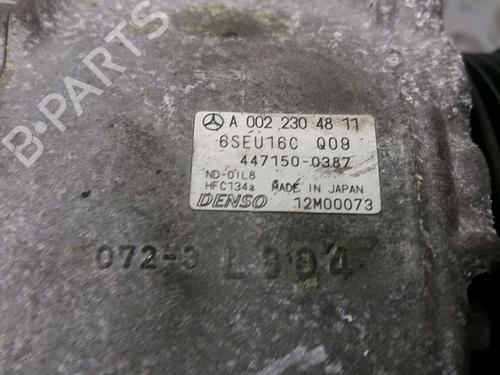 A 002 230 48 11
6SEU16C Q09
447150-0387
ND-OIL8
HFC134a MADE IN JAPAN
DENSO 12M00073
072-3 L904
B-PARTS